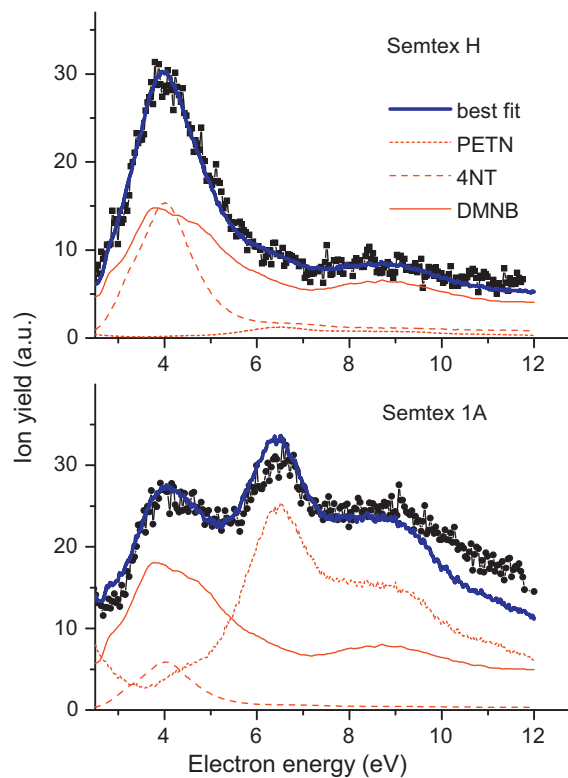 Semtex H
30
best fit
PETN
20
4NT
DMNB
10
0
4 6 8 10 12
Ion yield (a.u.)
Semtex 1A
30
20
10
0
4 6 8 10 12
Electron energy (eV)